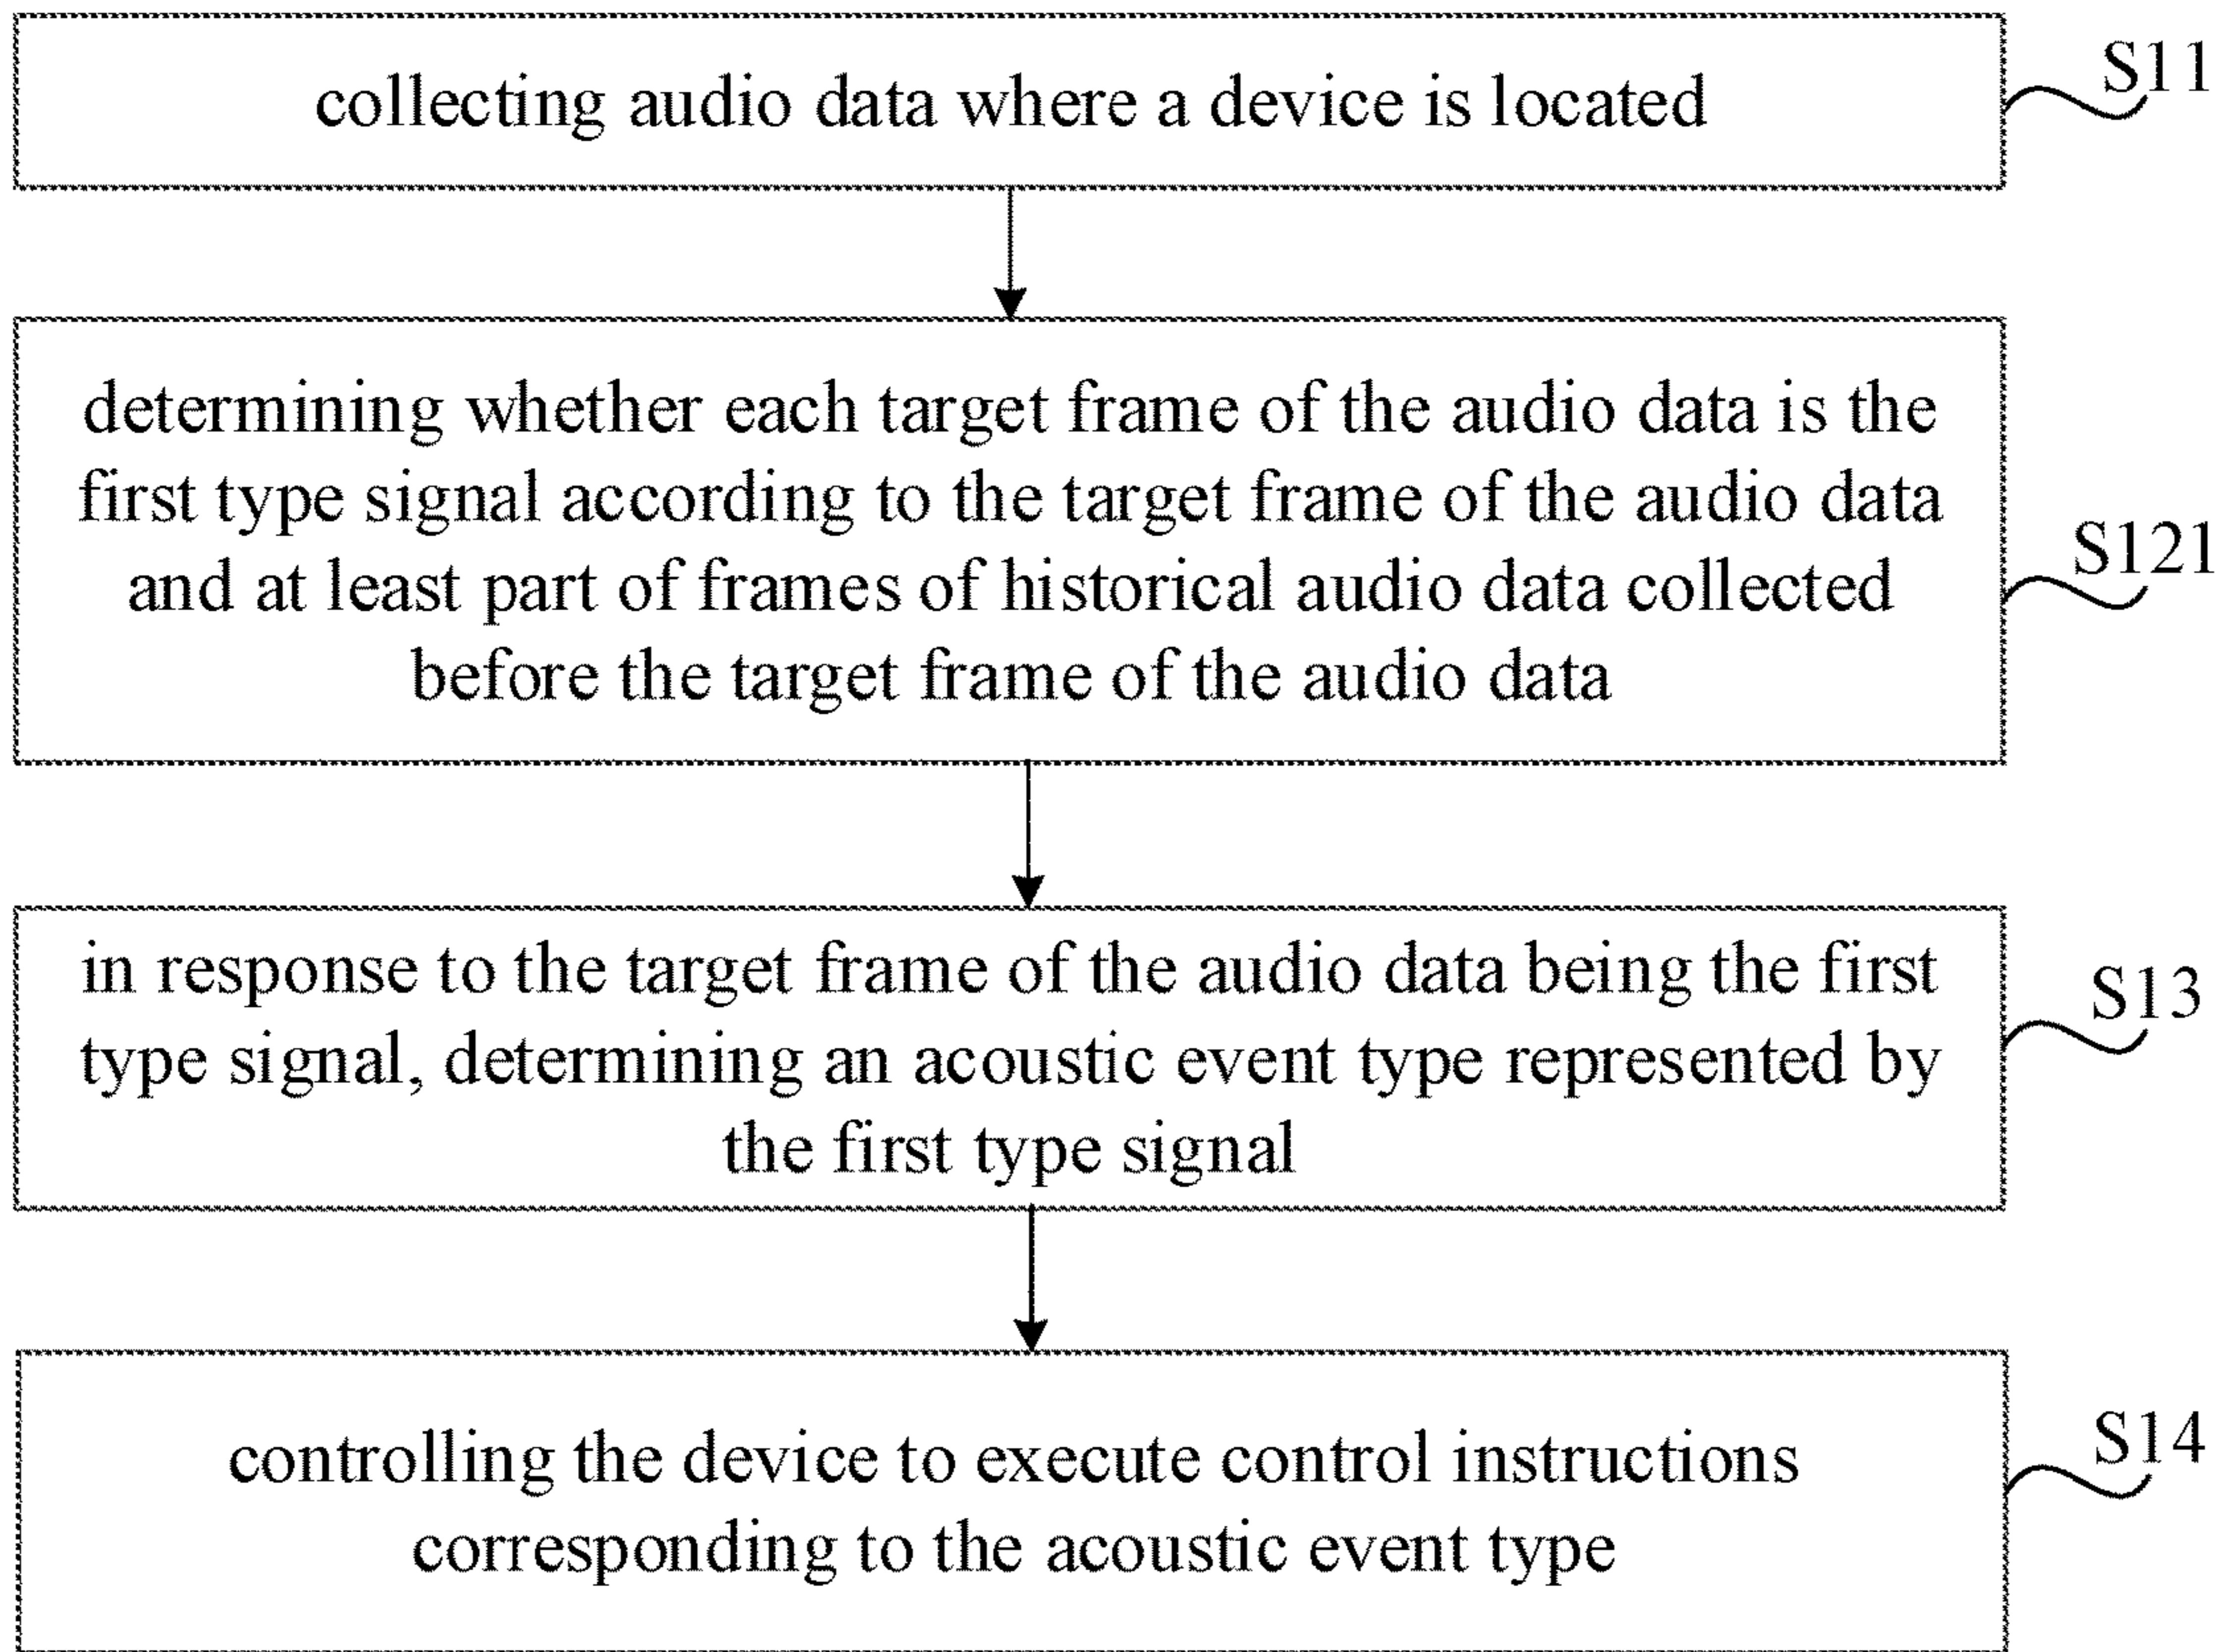 collecting audio data where a device is located
S11
determining whether each target frame of the audio data is the
first type signal according to the target frame of the audio data
and at least part of frames of historical audio data collected
before the target frame of the audio data
S121
in response to the target frame of the audio data being the first
type signal, determining an acoustic event type represented by
the first type signal
S13
controlling the device to execute control instructions
corresponding to the acoustic event type
S14